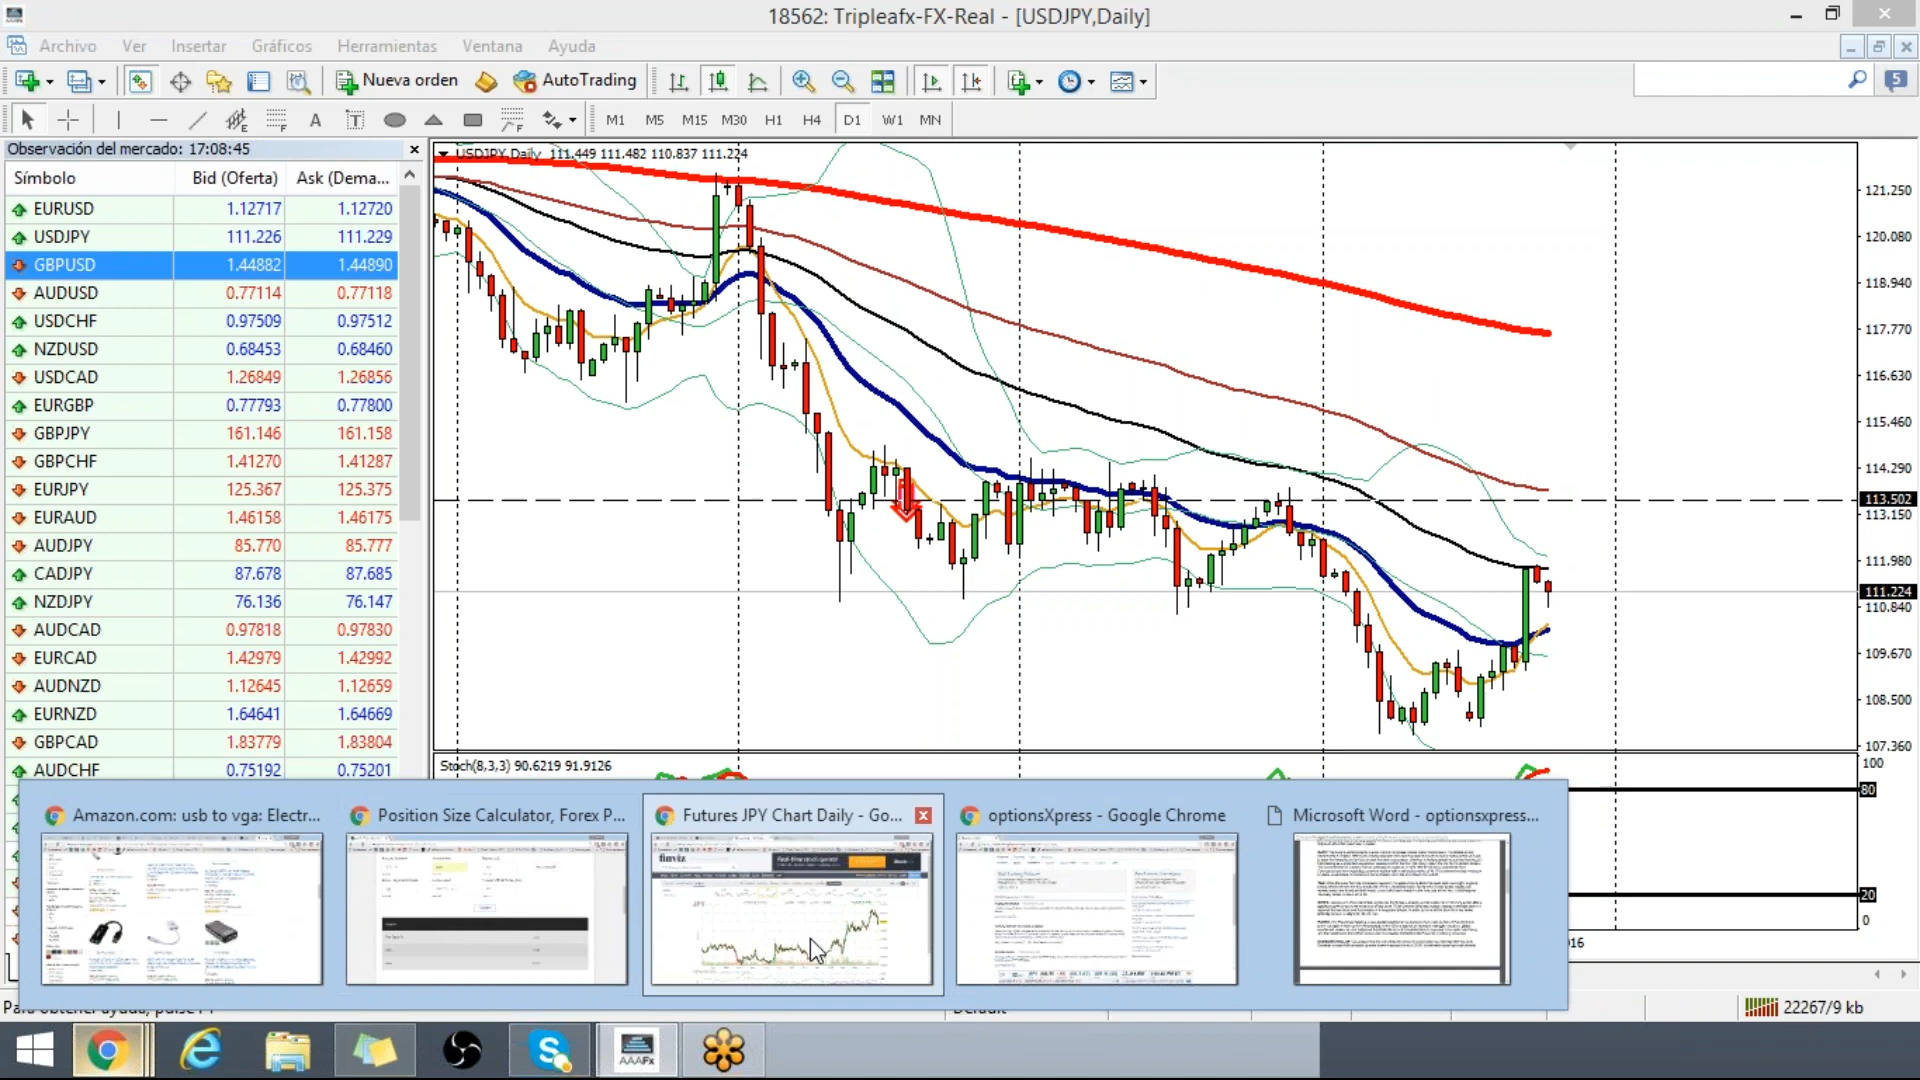 18562: Tripleafx-FX-Real - [USDJPY,Daily]
Archivo Ver Insertar Gráficos Herramientas Ventana Ayuda
Nueva orden AutoTrading 5
A T M1 M5 M15 M30 H1 H4 D1 W1 MN
Observación del mercado: 17:08:45
Símbolo Bid (Oferta) Ask (Dema...
EURUSD 1.12717 1.12720
USDJPY 111.226 111.229
GBPUSD 1.44882 1.44890
AUDUSD 0.77114 0.77118
USDCHF 0.97509 0.97512
NZDUSD 0.68453 0.68460
USDCAD 1.26849 1.26856
EURGBP 0.77793 0.77800
GBPJPY 161.146 161.158
GBPCHF 1.41270 1.41287
EURJPY 125.367 125.375
EURAUD 1.46158 1.46175
AUDJPY 85.770 85.777
CADJPY 87.678 87.685
NZDJPY 76.136 76.147
AUDCAD 0.97818 0.97830
EURCAD 1.42979 1.42992
AUDNZD 1.12645 1.12659
EURNZD 1.64641 1.64669
GBPCAD 1.83779 1.83804
AUDCHF 0.75192 0.75201
USDJPY,Daily 111.449 111.482 110.837 111.224
121.250
120.080
118.940
117.770
116.630
115.460
114.290
113.502
113.150
111.980
111.224
110.840
109.670
108.500
107.360
Stoch(8,3,3) 90.6219 91.9126
100
80
20
0
16
Amazon.com: usb to vga: Electr...
Position Size Calculator, Forex P...
Futures JPY Chart Daily - Go...
optionsXpress - Google Chrome
Microsoft Word - optionsxpress...
finviz
JPY
Default
22267/9 kb
AAAFx